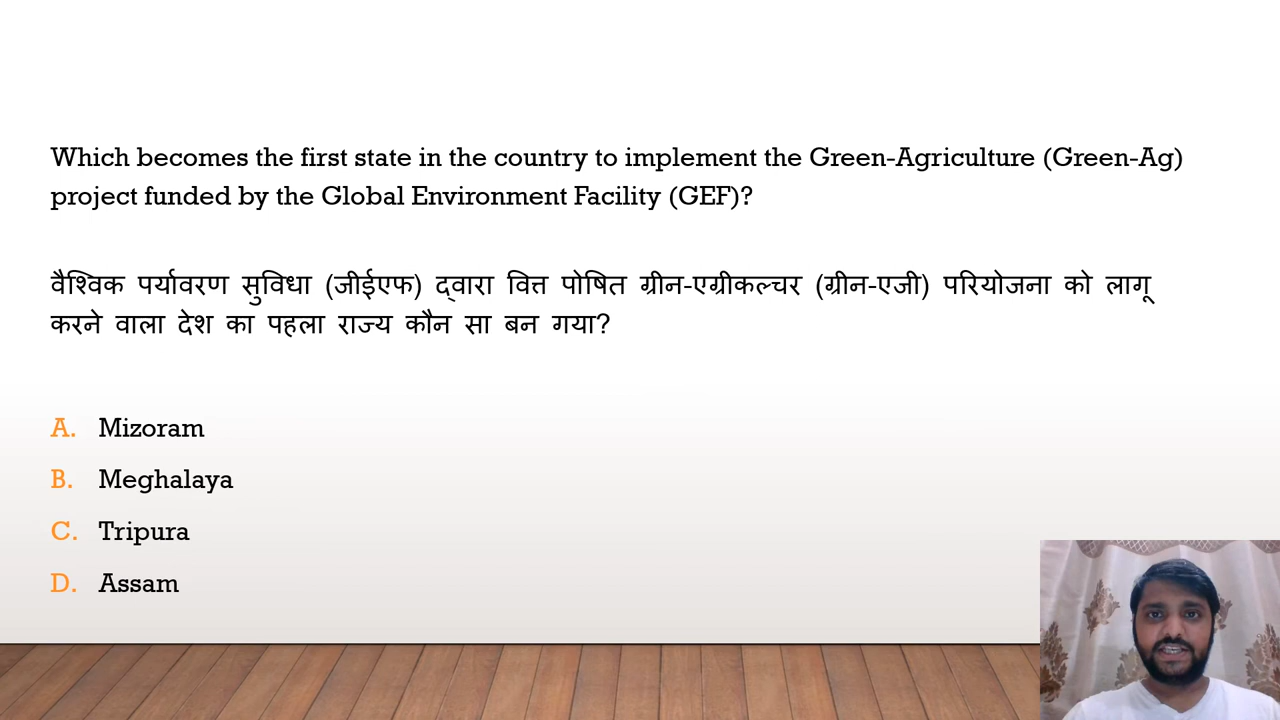 Which becomes the first state in the country to implement the Green-Agriculture (Green-Ag)
project funded by the Global Environment Facility (GEF)?
वैश्विक पर्यावरण सुविधा (जीईएफ) द्वारा वित्त पोषित ग्रीन-एग्रीकल्चर (ग्रीन-एजी) परियोजना को लागू
करने वाला देश का पहला राज्य कौन सा बन गया?
A. Mizoram
B. Meghalaya
C. Tripura
D. Assam